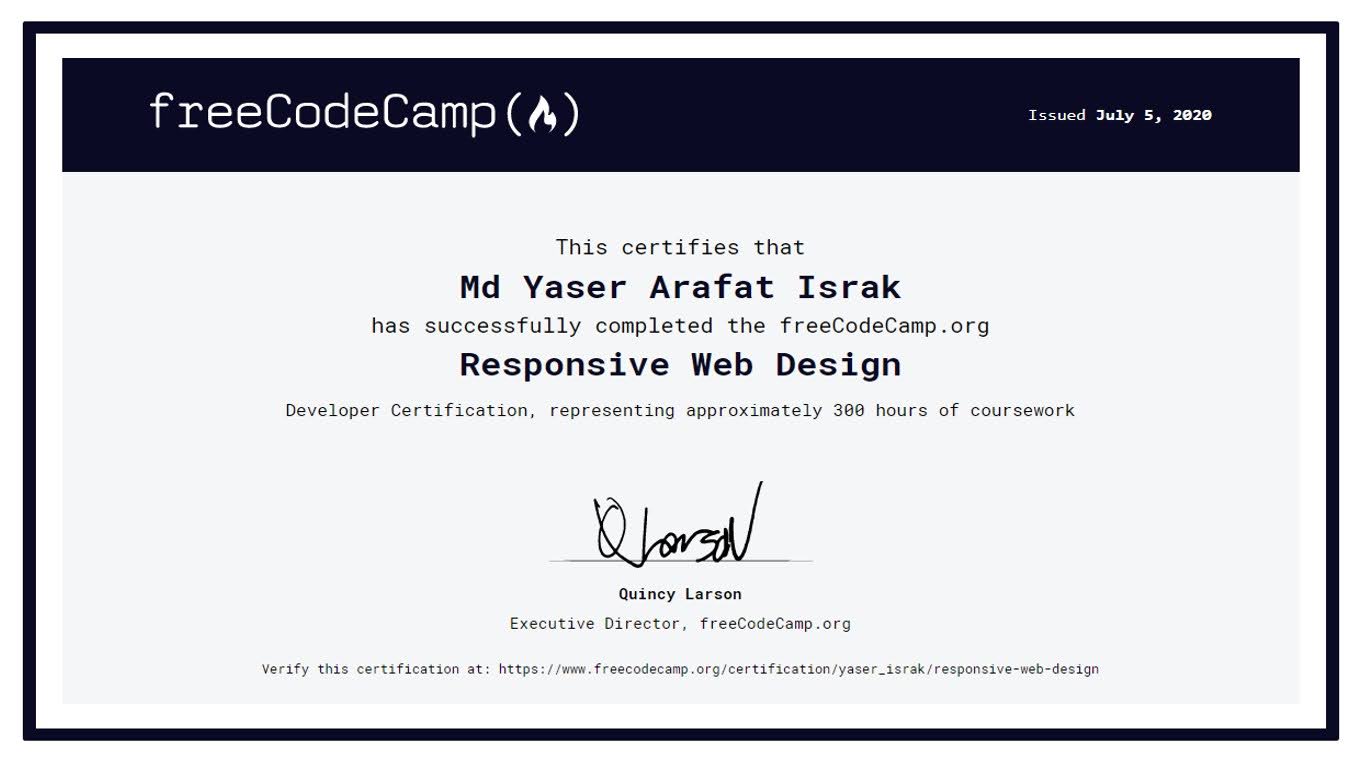 freeCodeCamp
Issued July 5, 2020
This certifies that
Md Yaser Arafat Israk
has successfully completed the freeCodeCamp.org
Responsive Web Design
Developer Certification, representing approximately 300 hours of coursework
Q Larson
Quincy Larson
Executive Director, freeCodeCamp.org
Verify this certification at: https://www.freecodecamp.org/certification/yaser_israk/responsive-web-design